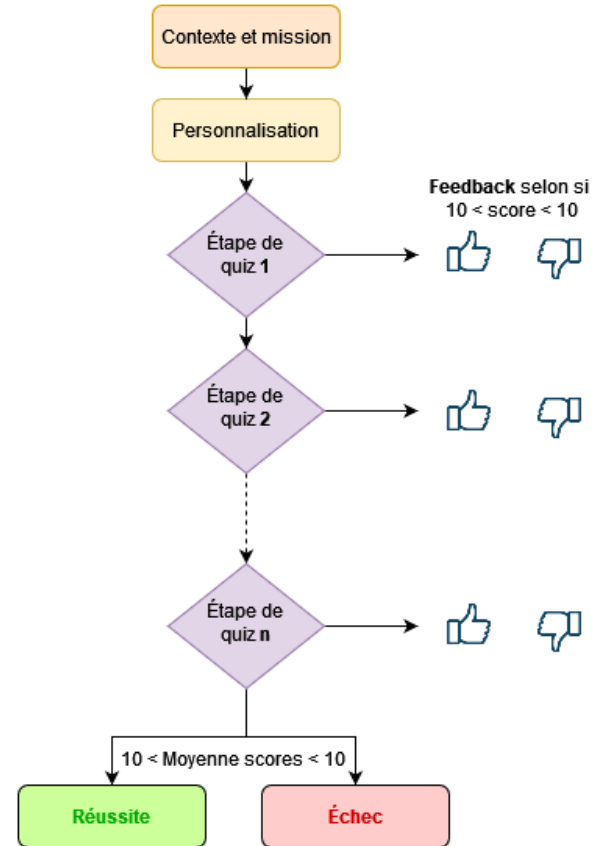 Contexte et mission
Personnalisation
Feedback selon si
10 < score < 10
Étape de
quiz 1
Étape de
quiz 2
Étape de
quiz n
10 < Moyenne scores < 10
Réussite
Échec